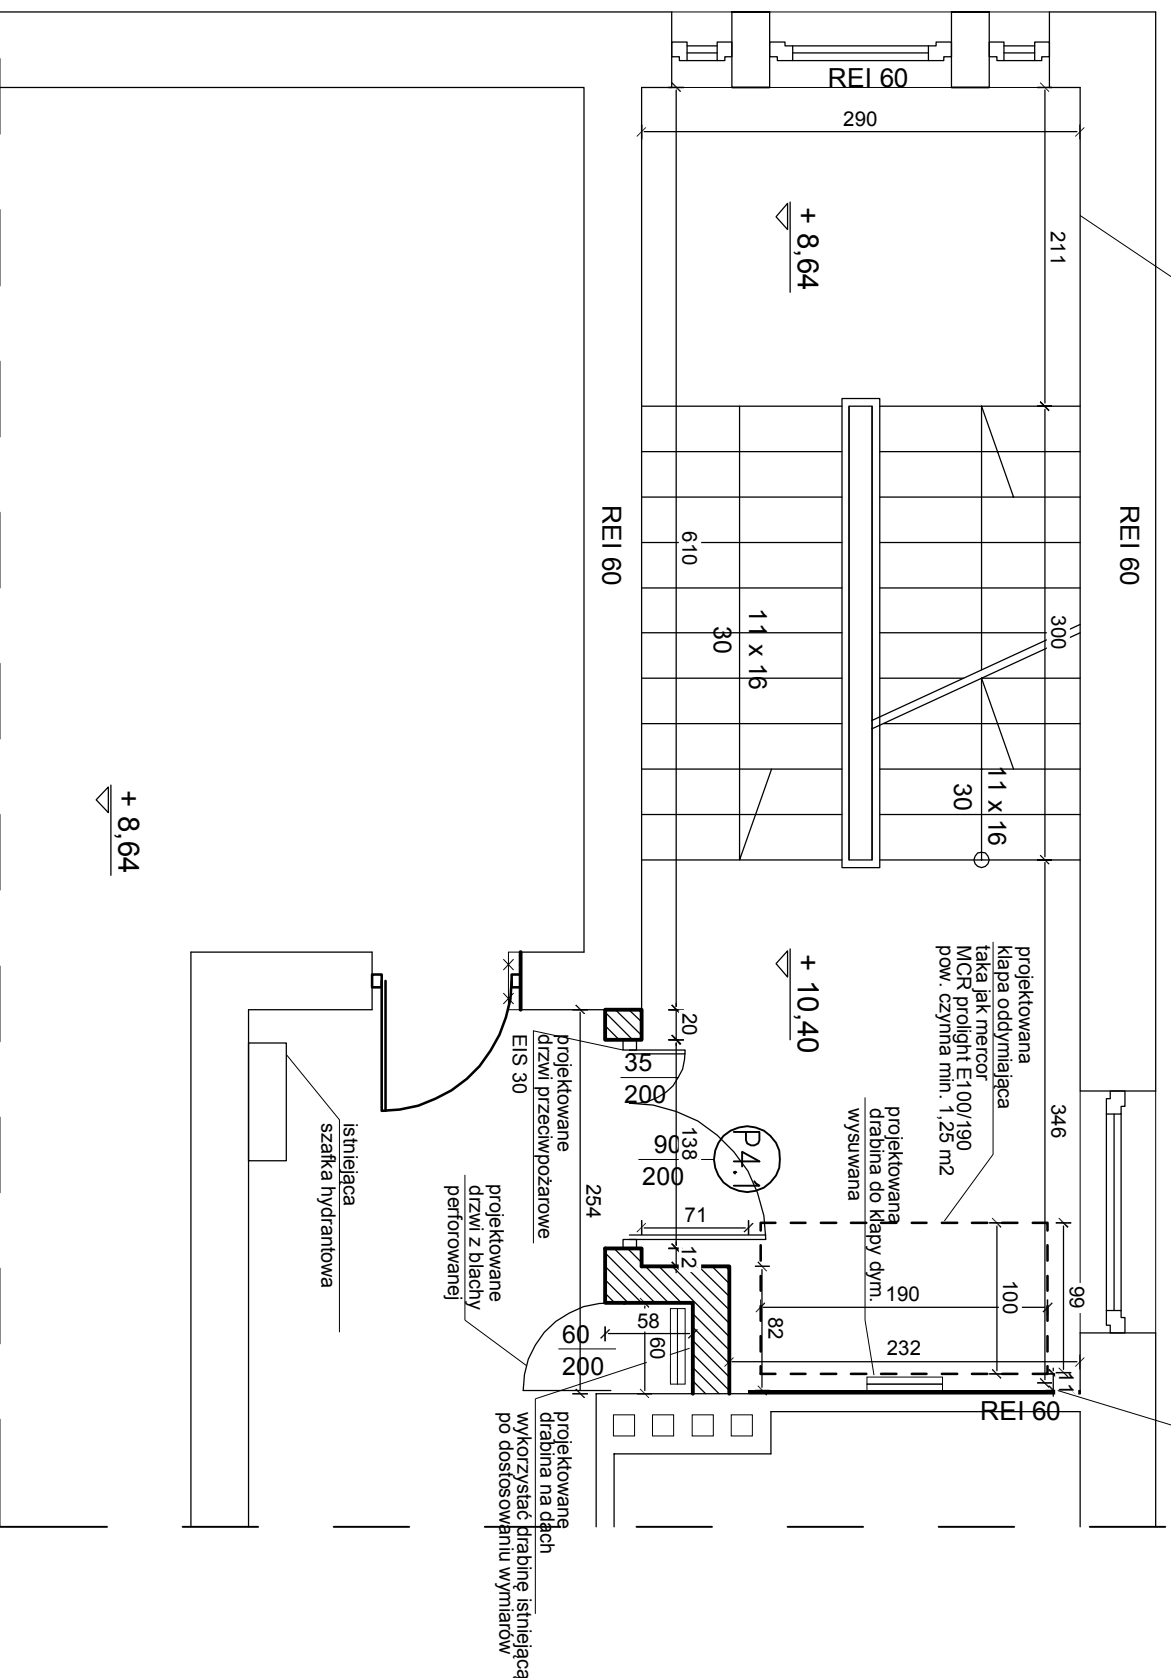 REI 60
290
+ 8,64
211
REI 60
REI 60
610
300
11 x 16
30
11 x 16
30
+ 8,64
+ 10,40
projektowana
klapa oddymiająca
taka jak mercor
MCR prolight E100/190
pow. czynna min. 1,25 m2
346
20
35
200
projektowane
drzwi przeciwpożarowe
EIS 30
138
90
200
P4.1
projektowana
drabina do klapy dym.
wysuwana
istniejąca
szafka hydrantowa
254
71
12
projektowane
drzwi z blachy
perforowanej
190
100
99
82
58
60
60
200
232
11
REI 60
projektowane
drabina na dach
wykorzystać drabinę istniejącą
po dostosowaniu wymiarów